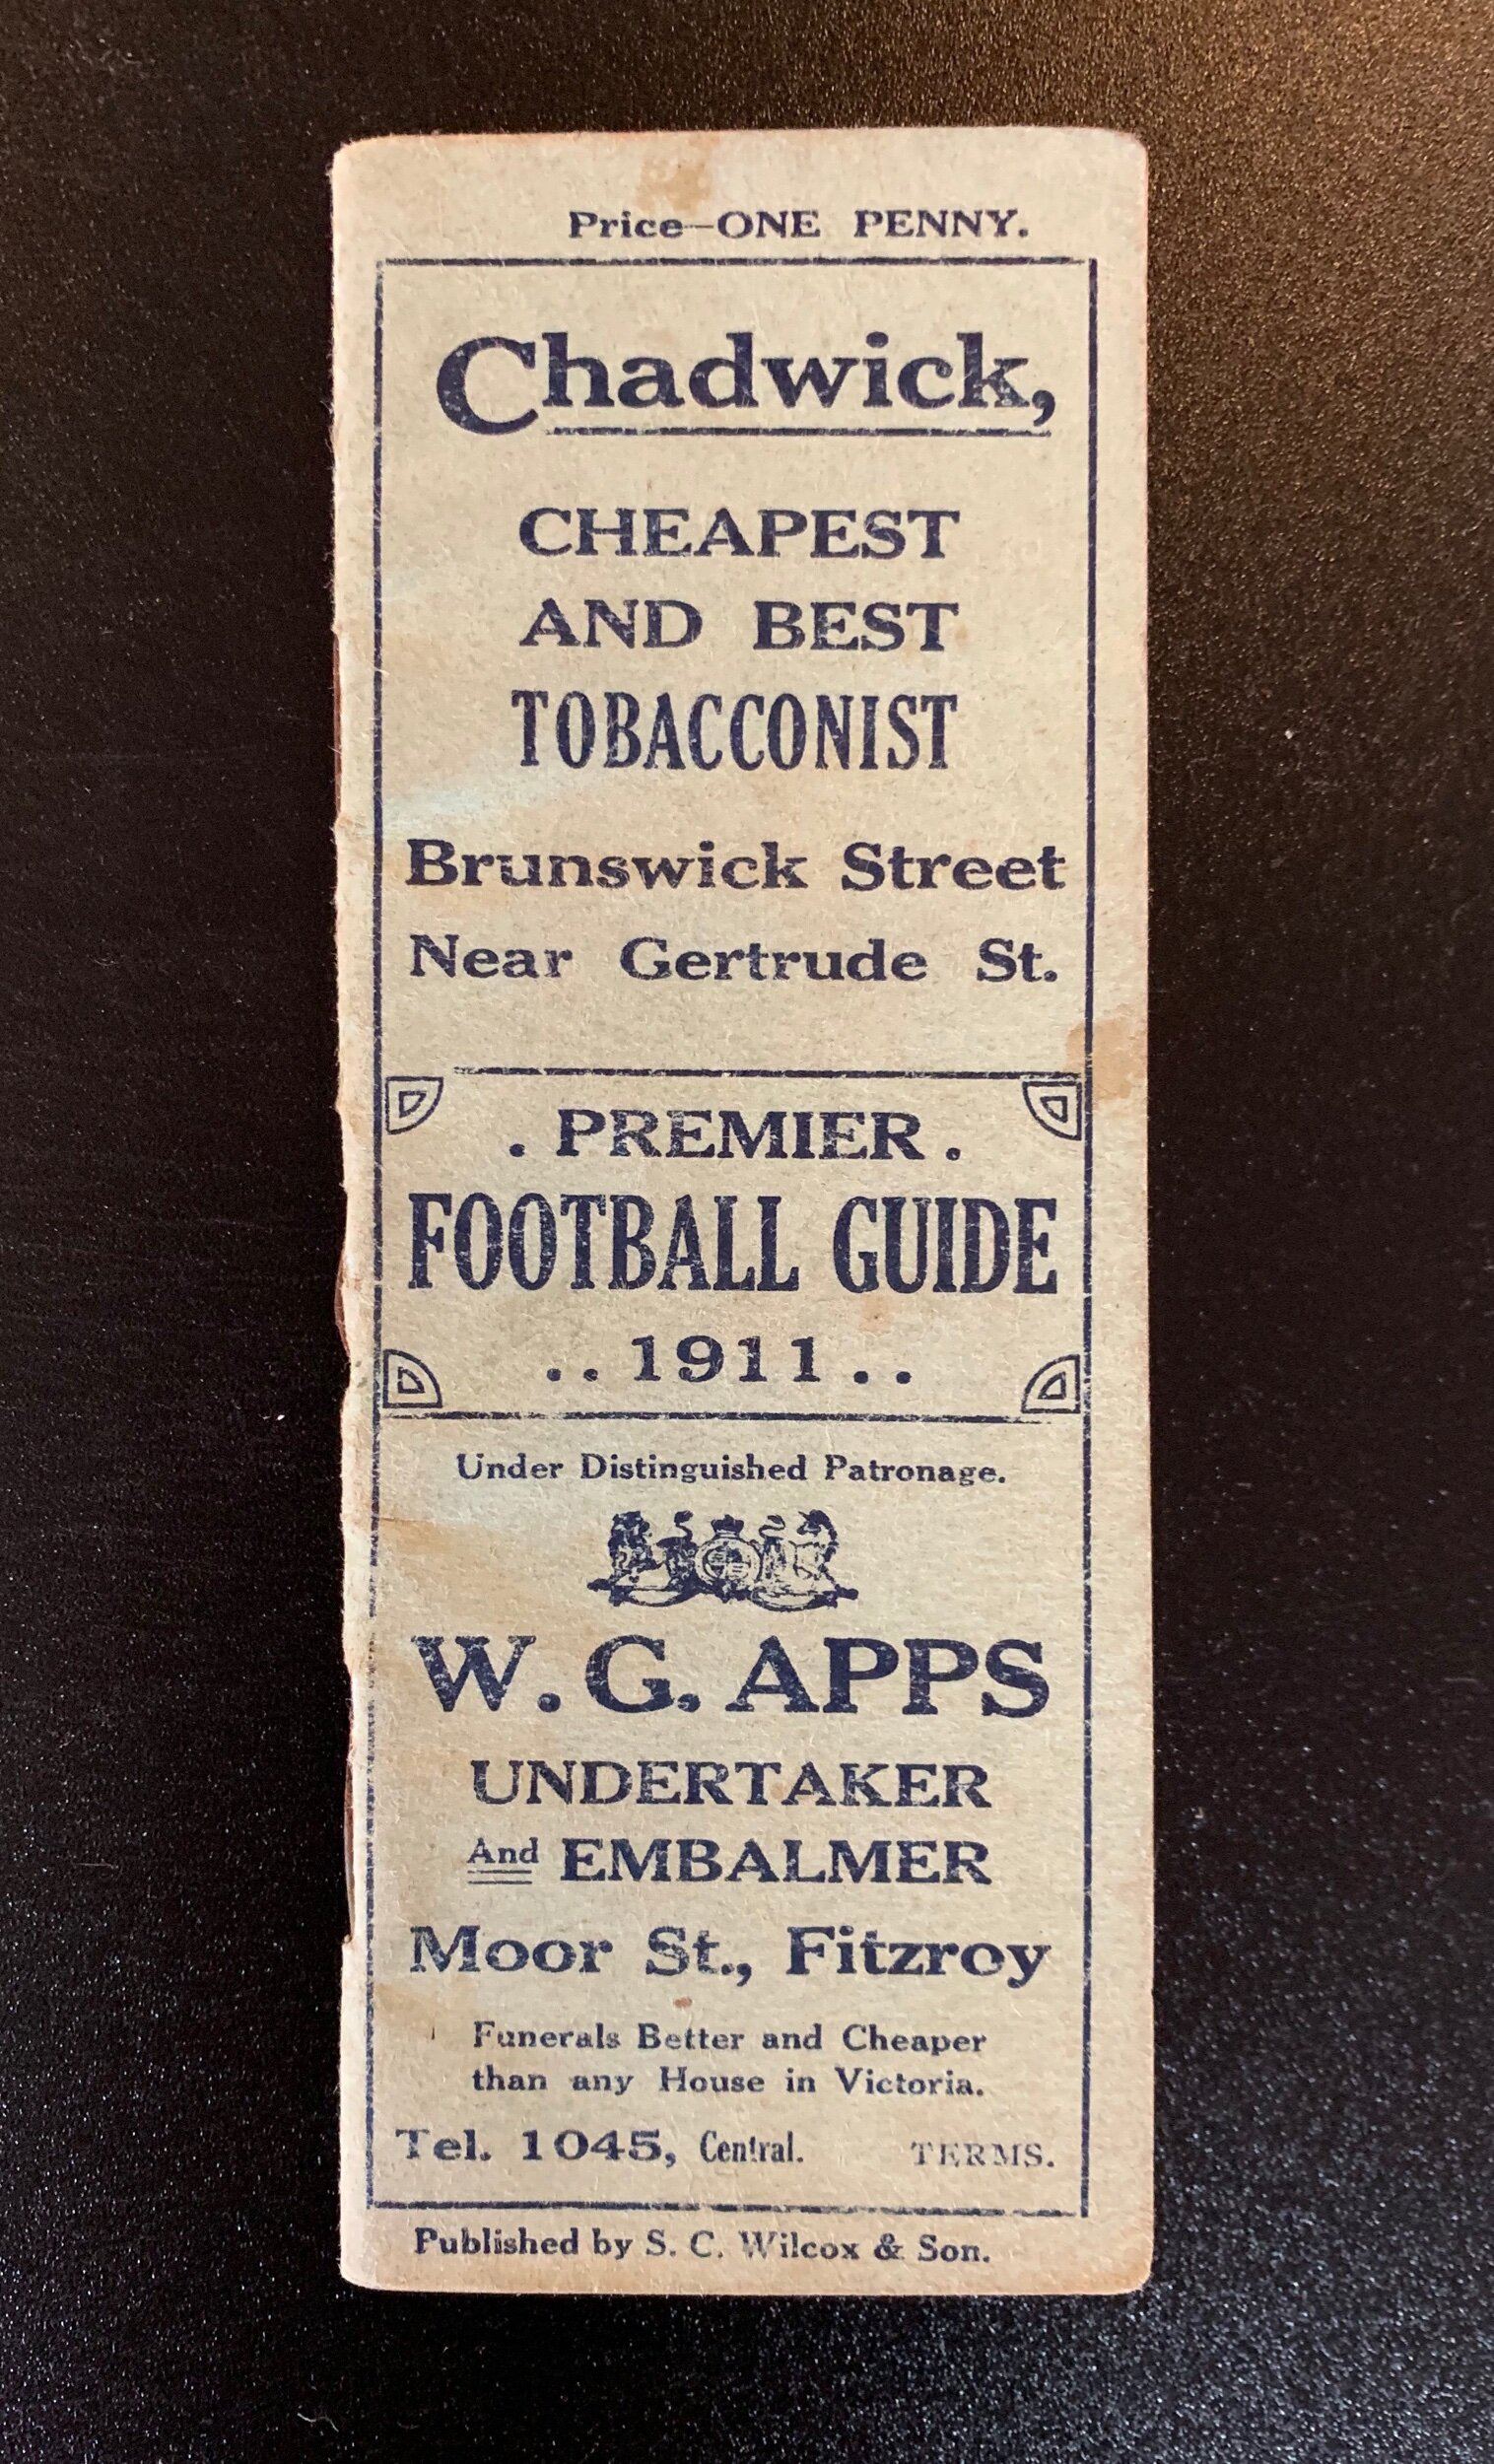 Price—ONE PENNY.
Chadwick,
CHEAPEST
AND BEST
TOBACCONIST
Brunswick Street
Near Gertrude St.
. PREMIER .
FOOTBALL GUIDE
. . 1911 . .
Under Distinguished Patronage.
W. G. APPS
UNDERTAKER
And EMBALMER
Moor St., Fitzroy
Funerals Better and Cheaper
than any House in Victoria.
Tel. 1045, Central. TERMS.
Published by S. C. Wilcox & Son.